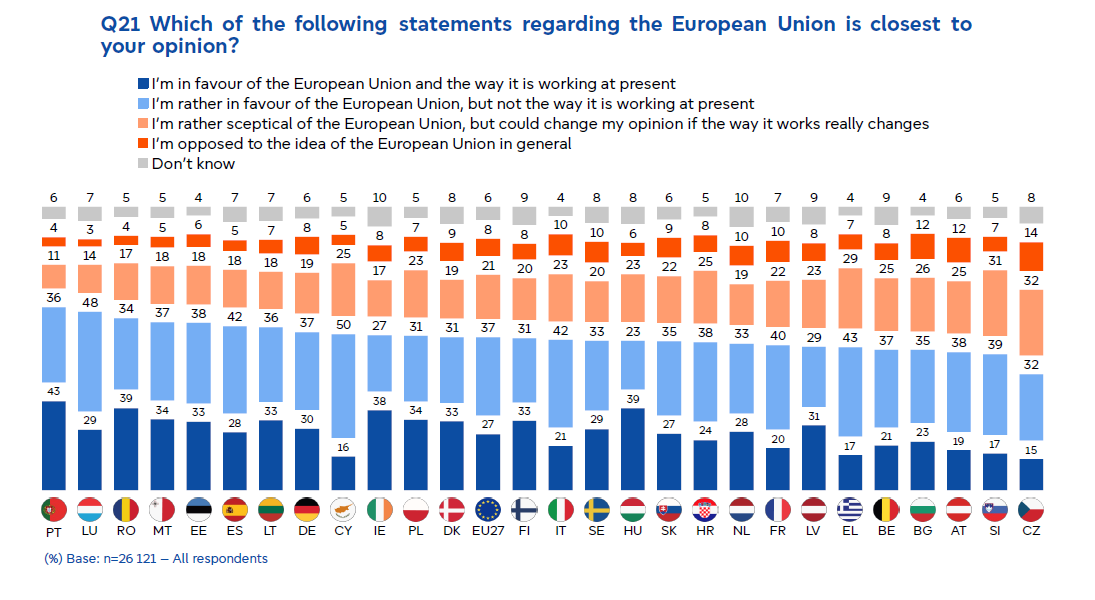 Q21 Which of the following statements regarding the European Union is closest to
your opinion?
I'm in favour of the European Union and the way it is working at present
I'm rather in favour of the European Union, but not the way it is working at present
I'm rather sceptical of the European Union, but could change my opinion if the way it works really changes
I'm opposed to the idea of the European Union in general
Don't know
6 7 5 5 4 7 7 6 5 10 5 8 6 9 4 8 8 6 5 10 7 9 4 9 4 6 5 8
4 3 4 5 6 5 7 8 5 8 7 9 8 8 10 10 6 9 8 10 10 8 7 8 12 12 7 14
11 14 17 18 18 18 18 19 25 17 23 19 21 20 23 20 23 22 25 19 22 23 29 25 26 25 31 32
36 48 34 37 38 42 36 37 50 27 31 31 37 31 42 33 23 35 38 33 40 29 43 37 35 38 39 32
43 29 39 34 33 28 33 30 16 38 34 33 27 33 21 29 39 27 24 28 20 31 17 21 23 19 17 15
PT LU RO MT EE ES LT DE CY IE PL DK EU27 FI IT SE HU SK HR NL FR LV EL BE BG AT SI CZ
(%) Base: n=26 121 – All respondents